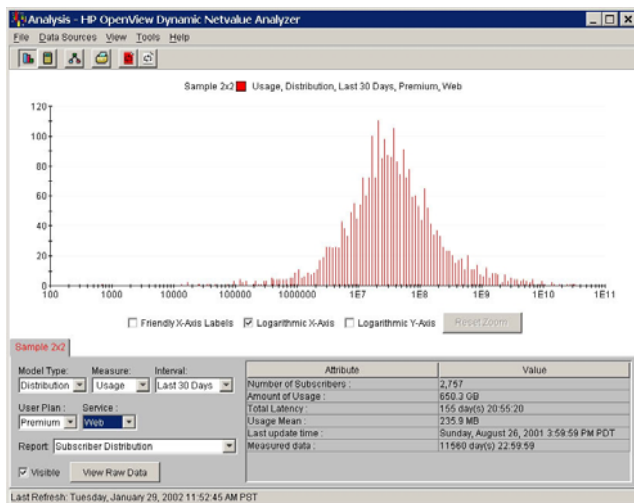 Analysis - HP OpenView Dynamic Netvalue Analyzer
File Data Sources View Tools Help
Sample 2x2 Usage, Distribution, Last 30 Days, Premium, Web
120
100
80
60
40
20
0
100 1000 10000 100000 1000000 1E7 1E8 1E9 1E10 1E11
Friendly X-Axis Labels Logarithmic X-Axis Logarithmic Y-Axis Reset Zoom
Sample 2x2
Model Type: Measure: Interval:
Distribution Usage Last 30 Days
User Plan: Service:
Premium Web
Report: Subscriber Distribution
Visible View Raw Data
Attribute Value
Number of Subscribers : 2,757
Amount of Usage : 650.3 GB
Total Latency : 155 day(s) 20:55:20
Usage Mean : 235.9 MB
Last update time : Sunday, August 26, 2001 3:59:59 PM PDT
Measured data : 11560 day(s) 22:59:59
Last Refresh: Tuesday, January 29, 2002 11:52:45 AM PST